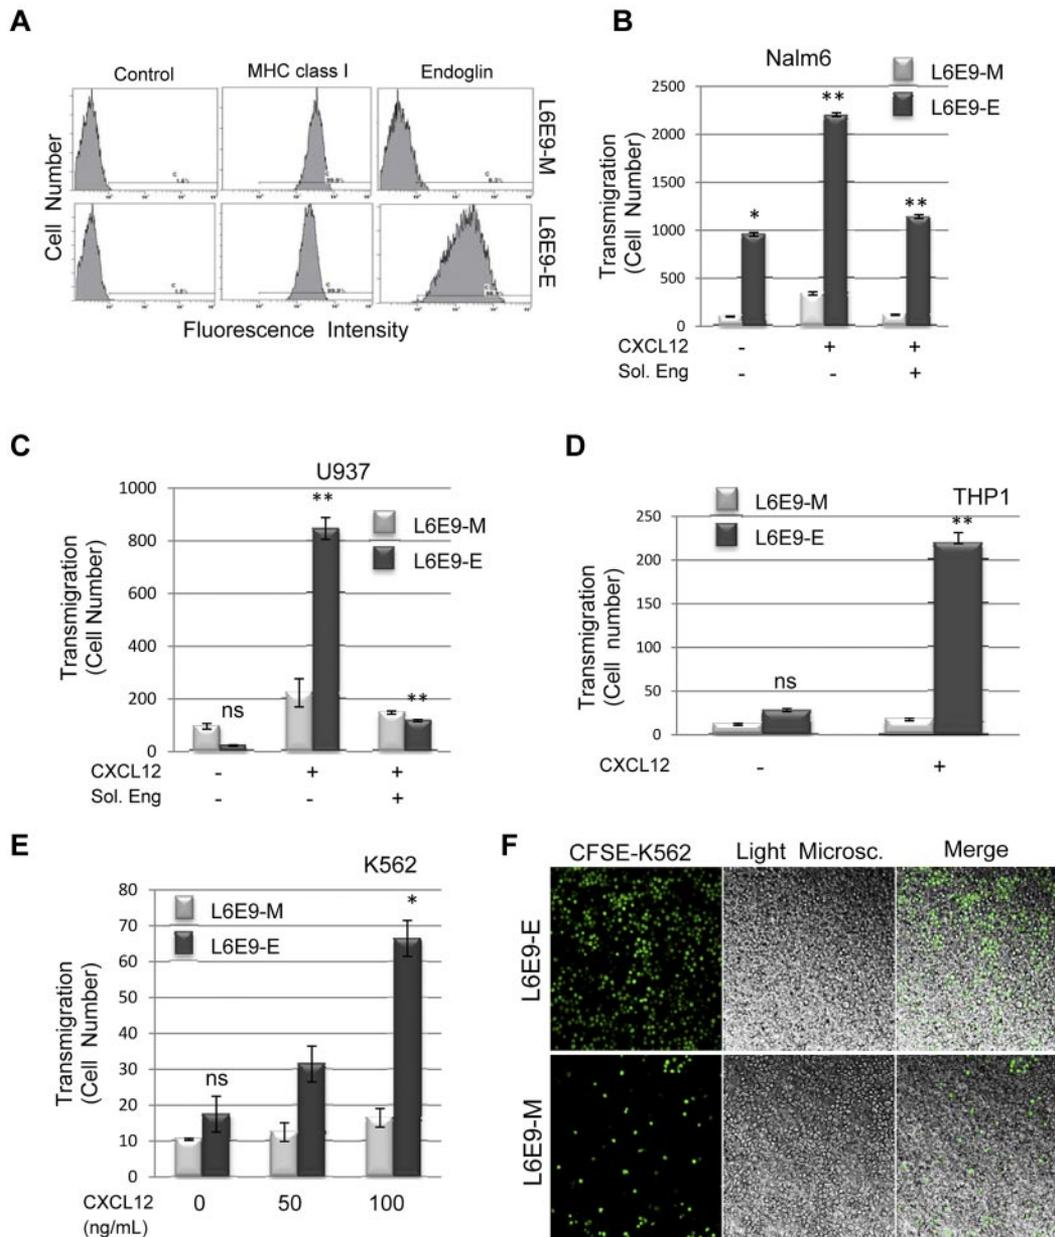 A
Control
MHC class I
Endoglin
Cell Number
L6E9-M
L6E9-E
C
C
C
C
C
C
Fluorescence Intensity
B
Nalm6
L6E9-M
L6E9-E
Transmigration
(Cell Number)
2500
2000
1500
1000
500
0
*
**
**
CXCL12 - + +
Sol. Eng - - +
C
U937
L6E9-M
L6E9-E
Transmigration
(Cell Number)
1000
800
600
400
200
0
ns
**
**
CXCL12 - + +
Sol. Eng - - +
D
THP1
L6E9-M
L6E9-E
Transmigration
(Cell number)
250
200
150
100
50
0
ns
**
CXCL12 - +
E
K562
L6E9-M
L6E9-E
Transmigration
(Cell Number)
80
70
60
50
40
30
20
10
0
ns
*
CXCL12 0 50 100
(ng/mL)
F
CFSE-K562 Light Microsc. Merge
L6E9-E
L6E9-M